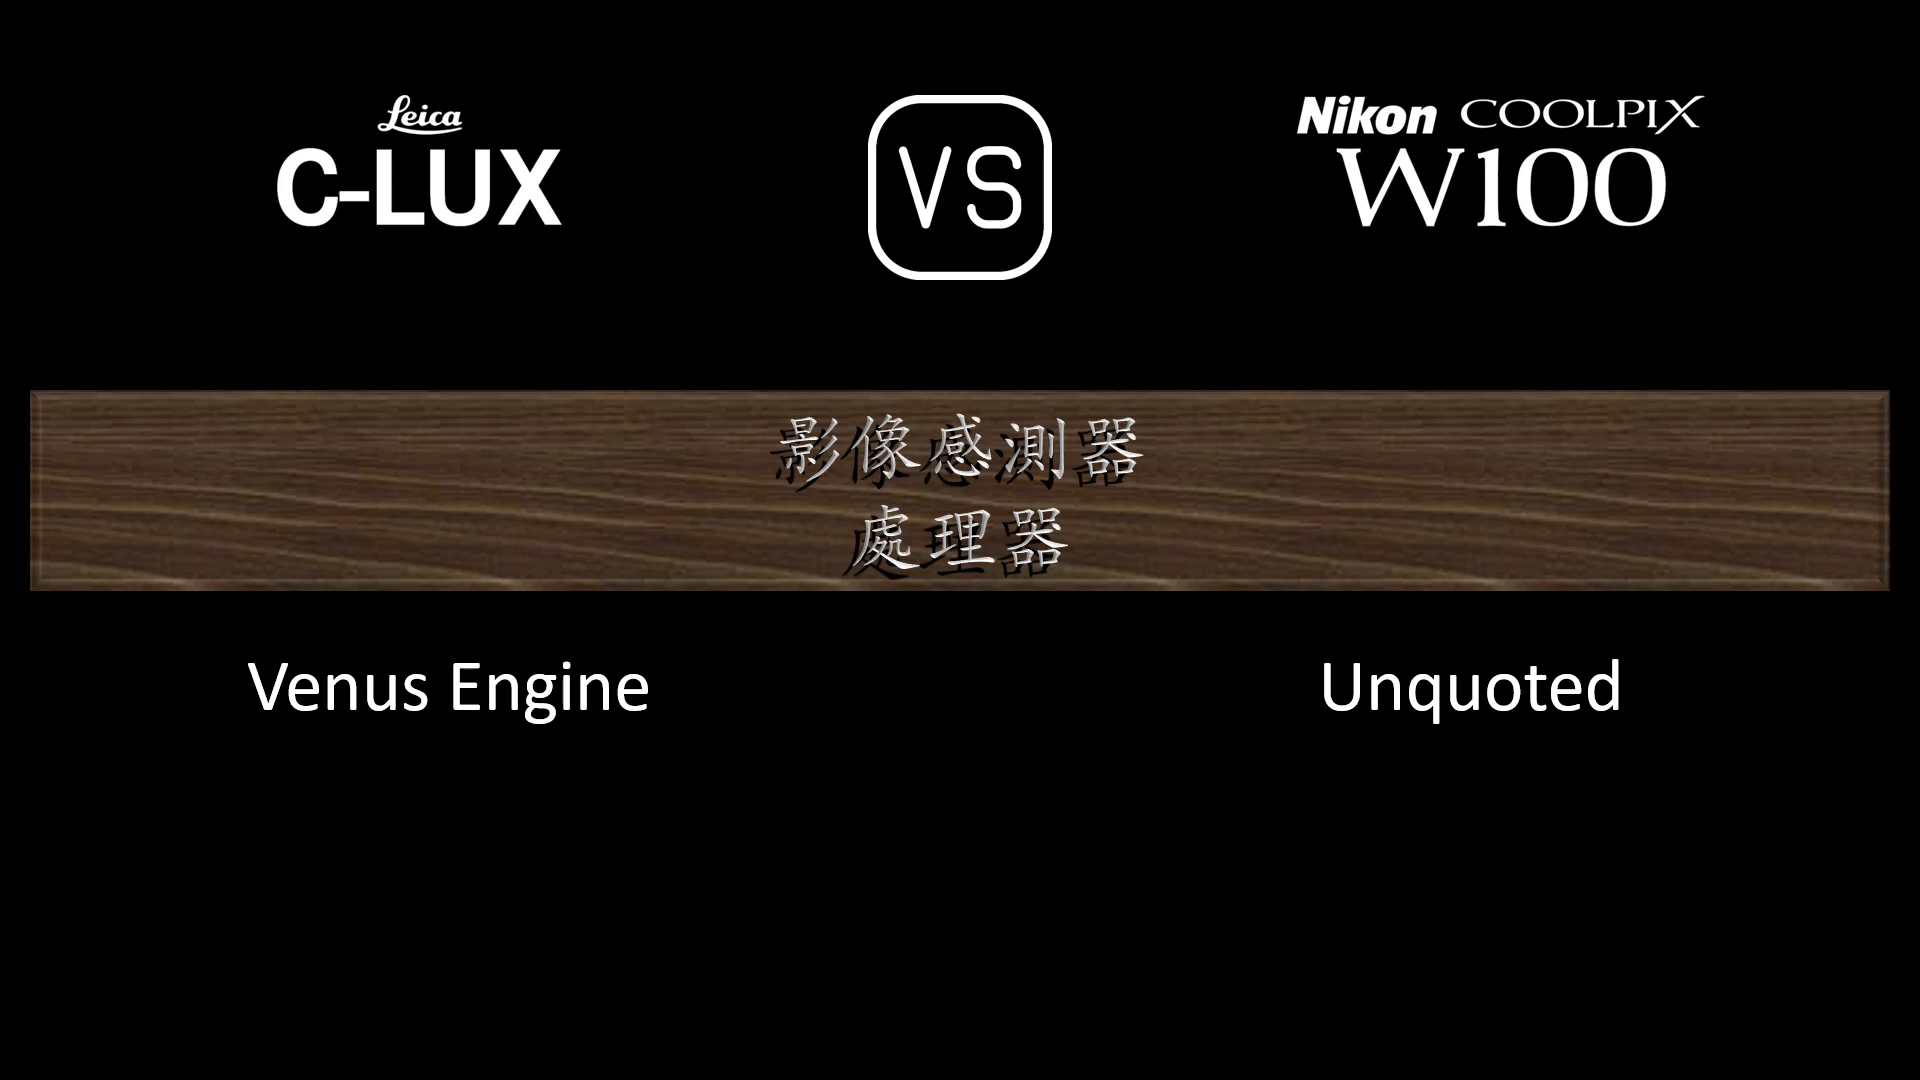 Leica
C-LUX
VS
Nikon COOLPIX
W100
影像感測器
處理器
Venus Engine
Unquoted